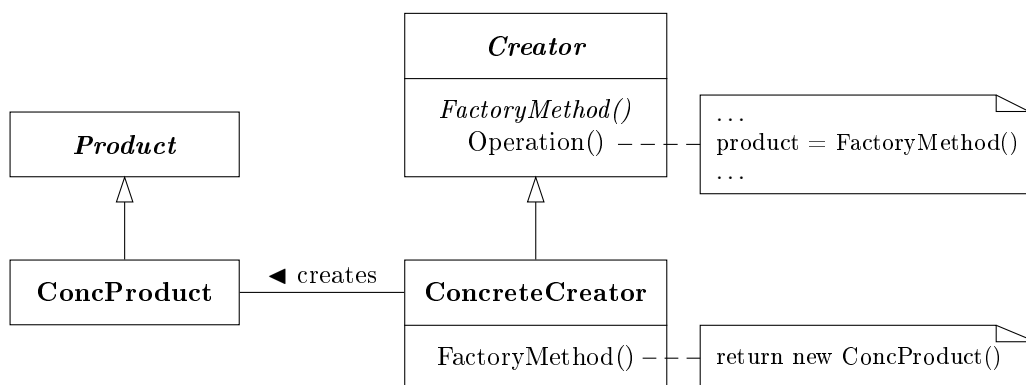 Creator
FactoryMethod()
Operation()
...
product = FactoryMethod()
...
Product
ConcProduct
◄ creates
ConcreteCreator
FactoryMethod()
return new ConcProduct()